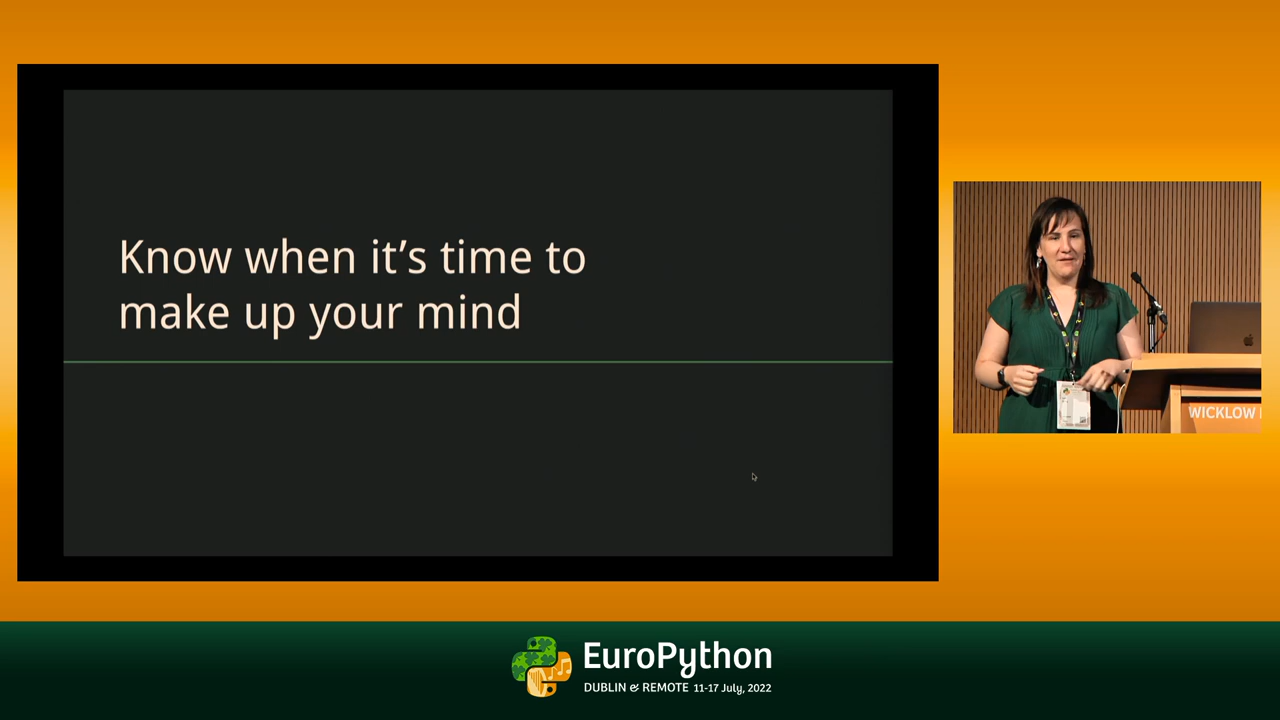 Know when it’s time to
make up your mind
WICKLOW
EuroPython
DUBLIN & REMOTE 11-17 July, 2022